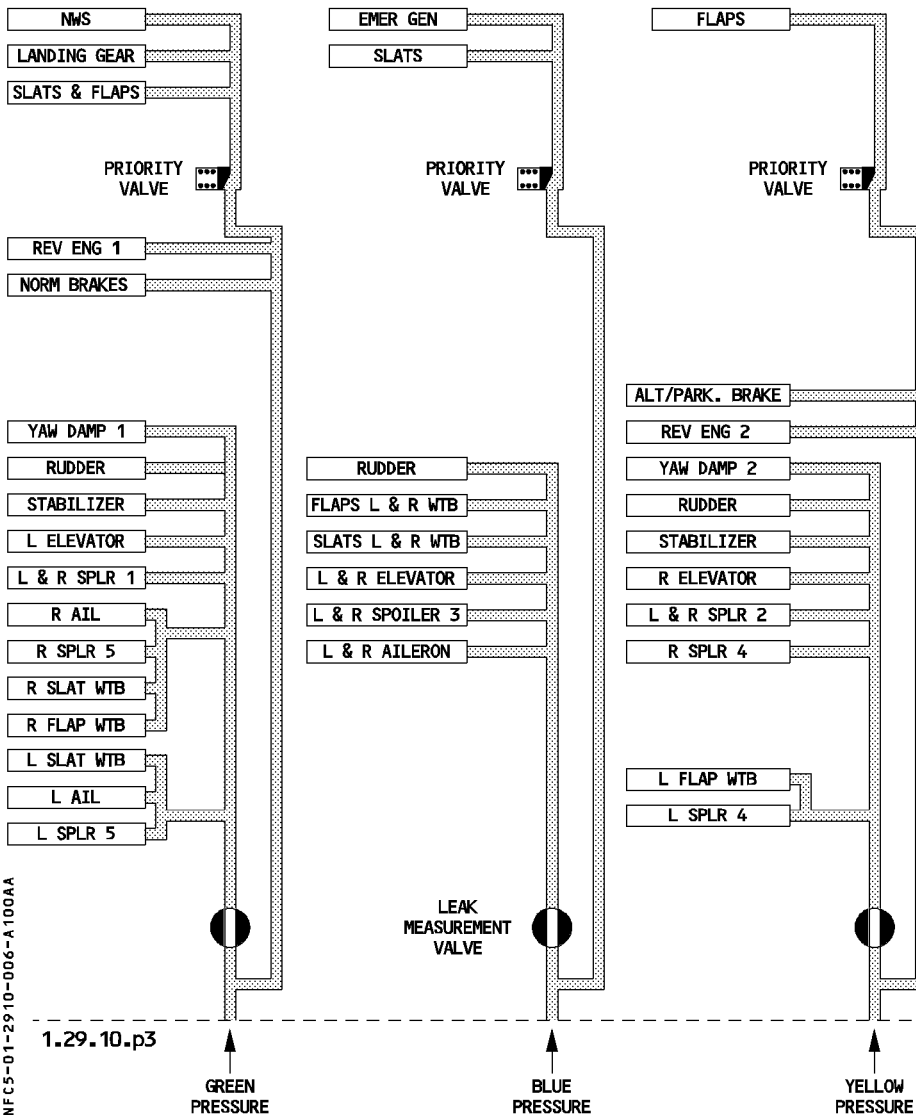 NWS
LANDING GEAR
SLATS & FLAPS
PRIORITY
VALVE
REV ENG 1
NORM BRAKES
YAW DAMP 1
RUDDER
STABILIZER
L ELEVATOR
L & R SPLR 1
R AIL
R SPLR 5
R SLAT WTB
R FLAP WTB
L SLAT WTB
L AIL
L SPLR 5
GREEN
PRESSURE
EMER GEN
SLATS
PRIORITY
VALVE
RUDDER
FLAPS L & R WTB
SLATS L & R WTB
L & R ELEVATOR
L & R SPOILER 3
L & R AILERON
LEAK
MEASUREMENT
VALVE
BLUE
PRESSURE
FLAPS
PRIORITY
VALVE
ALT/PARK. BRAKE
REV ENG 2
YAW DAMP 2
RUDDER
STABILIZER
R ELEVATOR
L & R SPLR 2
R SPLR 4
L FLAP WTB
L SPLR 4
YELLOW
PRESSURE
1.29.10.p3
NFC5-01-2910-006-A100AA